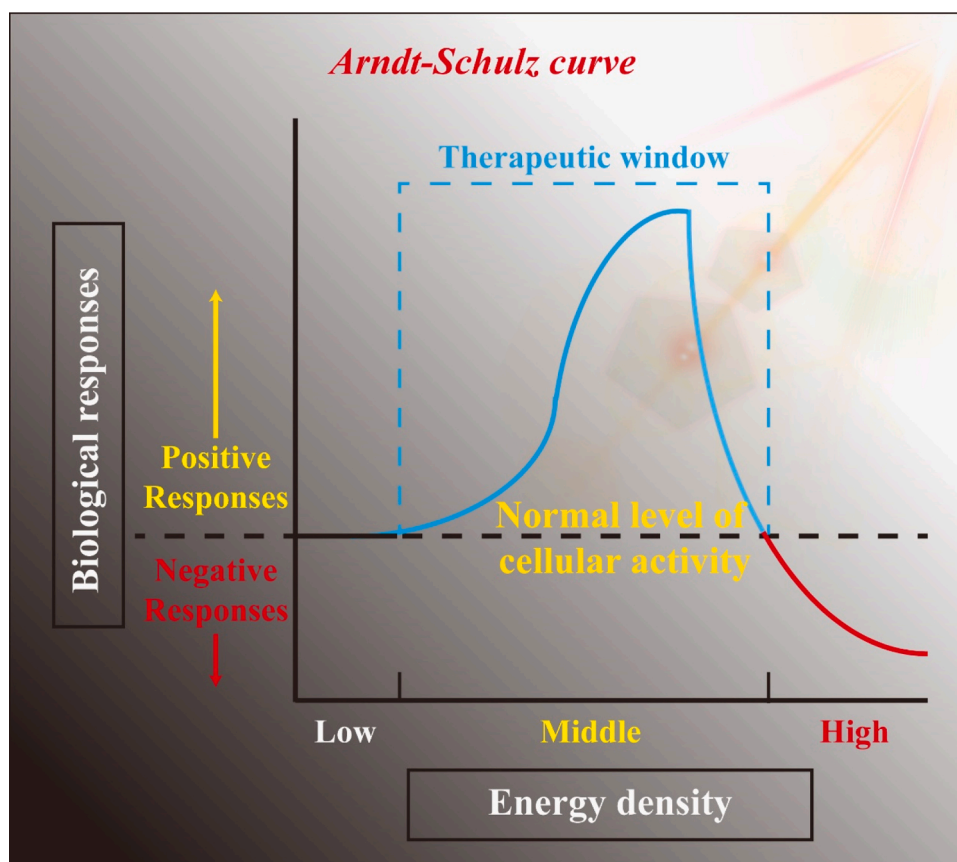 Arndt-Schulz curve
Therapeutic window
Biological responses
Positive
Responses
Normal level of
cellular activity
Negative
Responses
Low
Middle
High
Energy density